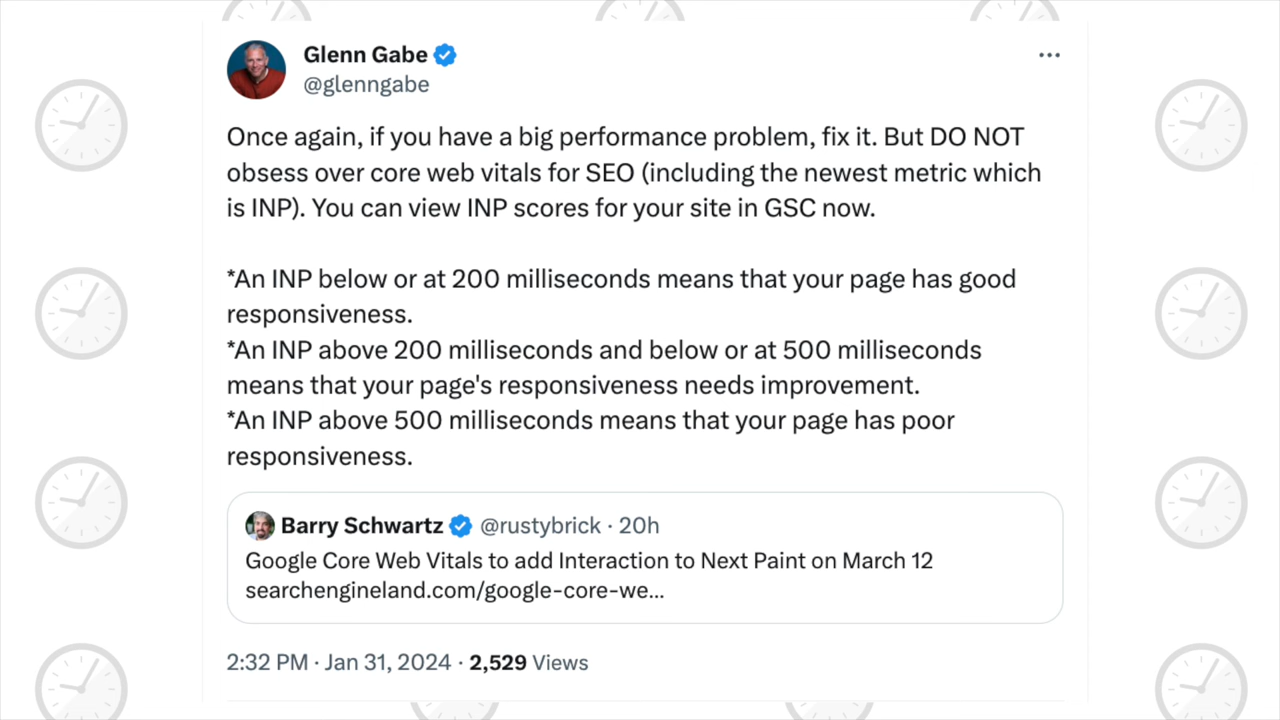 Glenn Gabe
@glenngabe
Once again, if you have a big performance problem, fix it. But DO NOT
obsess over core web vitals for SEO (including the newest metric which
is INP). You can view INP scores for your site in GSC now.
*An INP below or at 200 milliseconds means that your page has good
responsiveness.
*An INP above 200 milliseconds and below or at 500 milliseconds
means that your page's responsiveness needs improvement.
*An INP above 500 milliseconds means that your page has poor
responsiveness.
Barry Schwartz @rustybrick · 20h
Google Core Web Vitals to add Interaction to Next Paint on March 12
searchengineland.com/google-core-we...
2:32 PM · Jan 31, 2024 · 2,529 Views